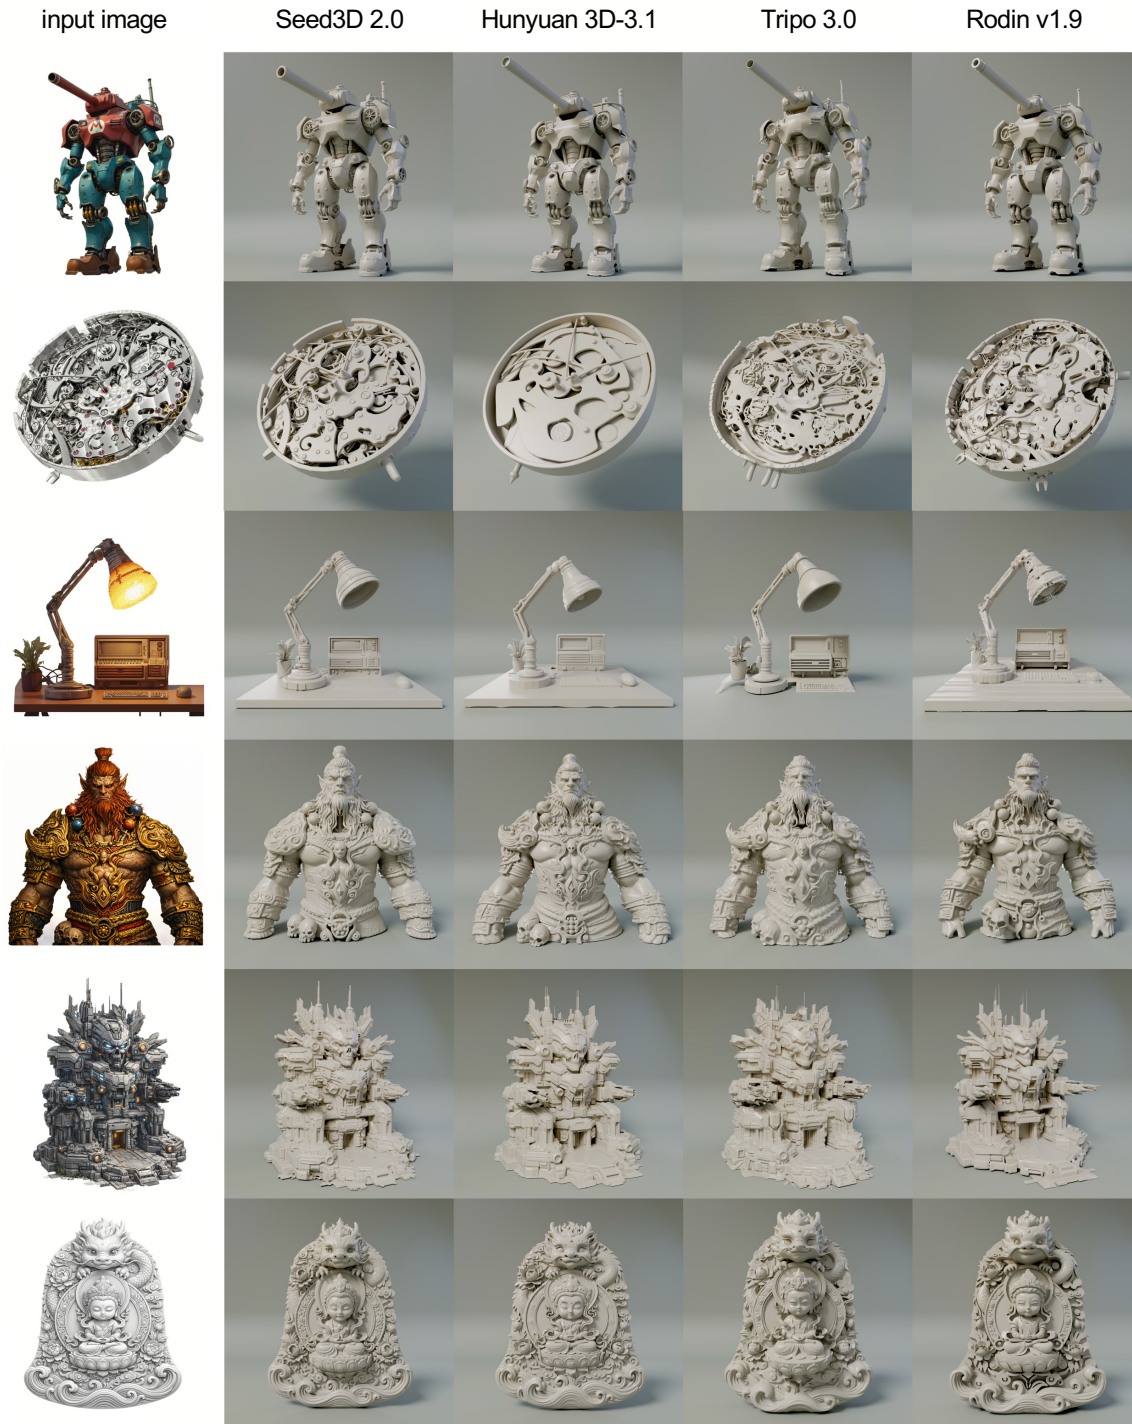 input image
Seed3D 2.0
Hunyuan 3D-3.1
Tripo 3.0
Rodin v1.9
M